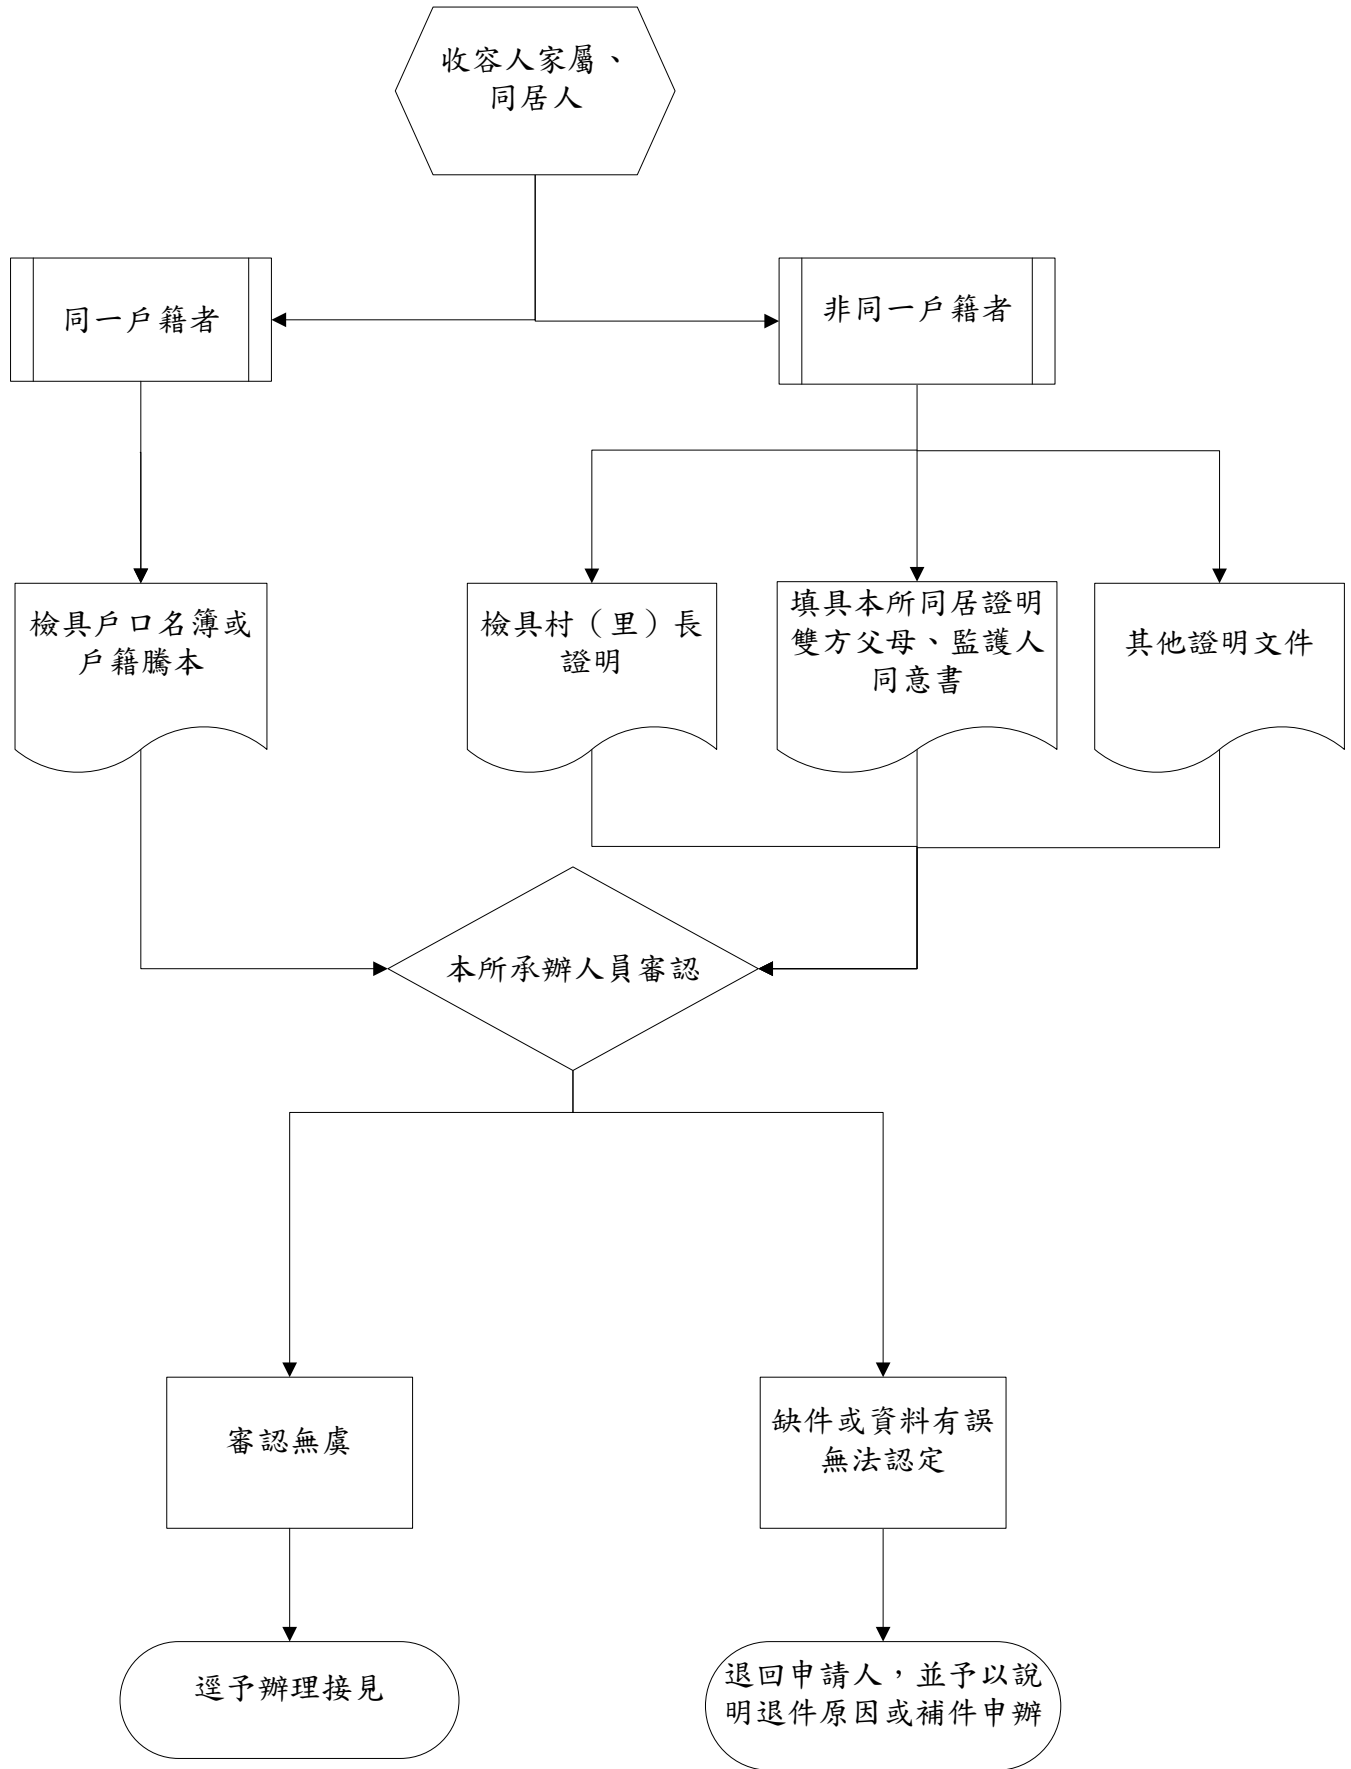 收容人家屬、
同居人
同一戶籍者
非同一戶籍者
檢具戶口名簿或
戶籍騰本
檢具村（里）長
證明
填具本所同居證明
雙方父母、監護人
同意書
其他證明文件
本所承辦人員審認
審認無虞
缺件或資料有誤
無法認定
逕予辦理接見
退回申請人，並予以說
明退件原因或補件申辦